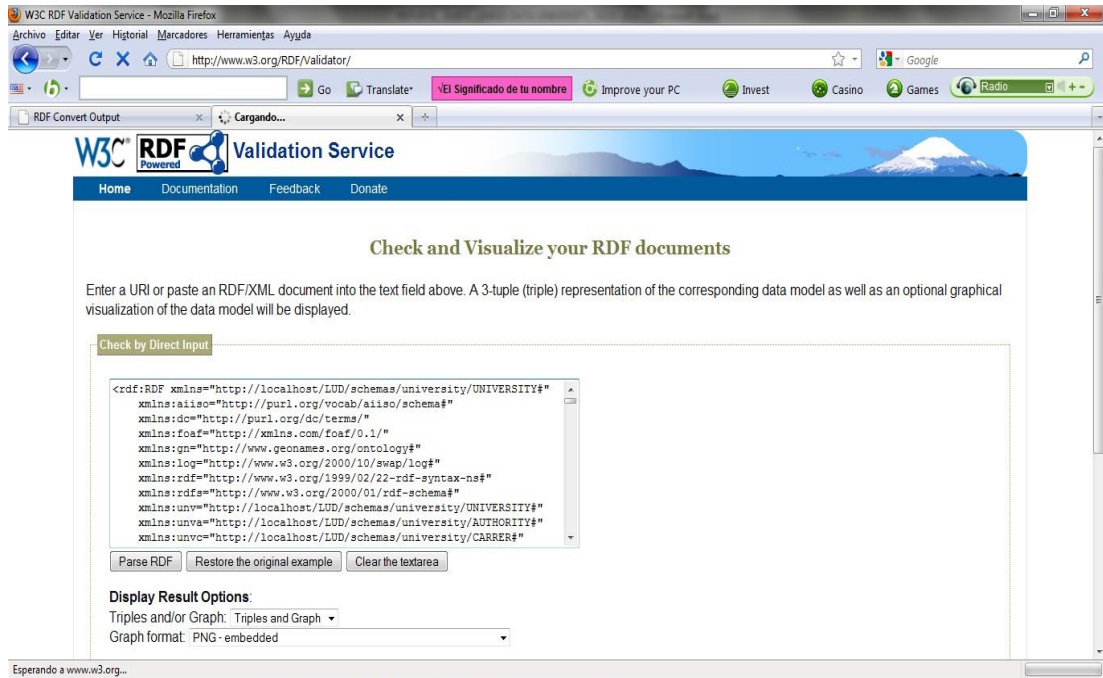 W3C RDF Validation Service - Mozilla Firefox
Archivo Editar Ver Historial Marcadores Herramientas Ayuda
http://www.w3.org/RDF/Validator/
Google
Go Translate √El Significado de tu nombre Improve your PC Invest Casino Games Radio
RDF Convert Output Cargando...
W3C RDF Powered Validation Service
Home Documentation Feedback Donate
Check and Visualize your RDF documents
Enter a URI or paste an RDF/XML document into the text field above. A 3-tuple (triple) representation of the corresponding data model as well as an optional graphical
visualization of the data model will be displayed.
Check by Direct Input
<rdf:RDF xmlns="http://localhost/LUD/schemas/university/UNIVERSITY#"
xmlns:aiiso="http://purl.org/vocab/aiiso/schema#"
xmlns:dc="http://purl.org/dc/terms/"
xmlns:foaf="http://xmlns.com/foaf/0.1/"
xmlns:gn="http://www.geonames.org/ontology#"
xmlns:log="http://www.w3.org/2000/10/swap/log#"
xmlns:rdf="http://www.w3.org/1999/02/22-rdf-syntax-ns#"
xmlns:rdfs="http://www.w3.org/2000/01/rdf-schema#"
xmlns:unv="http://localhost/LUD/schemas/university/UNIVERSITY#"
xmlns:unva="http://localhost/LUD/schemas/university/AUTHORITY#"
xmlns:unvc="http://localhost/LUD/schemas/university/CARRER#"
Parse RDF Restore the original example Clear the textarea
Display Result Options:
Triples and/or Graph: Triples and Graph
Graph format: PNG - embedded
Esperando a www.w3.org...